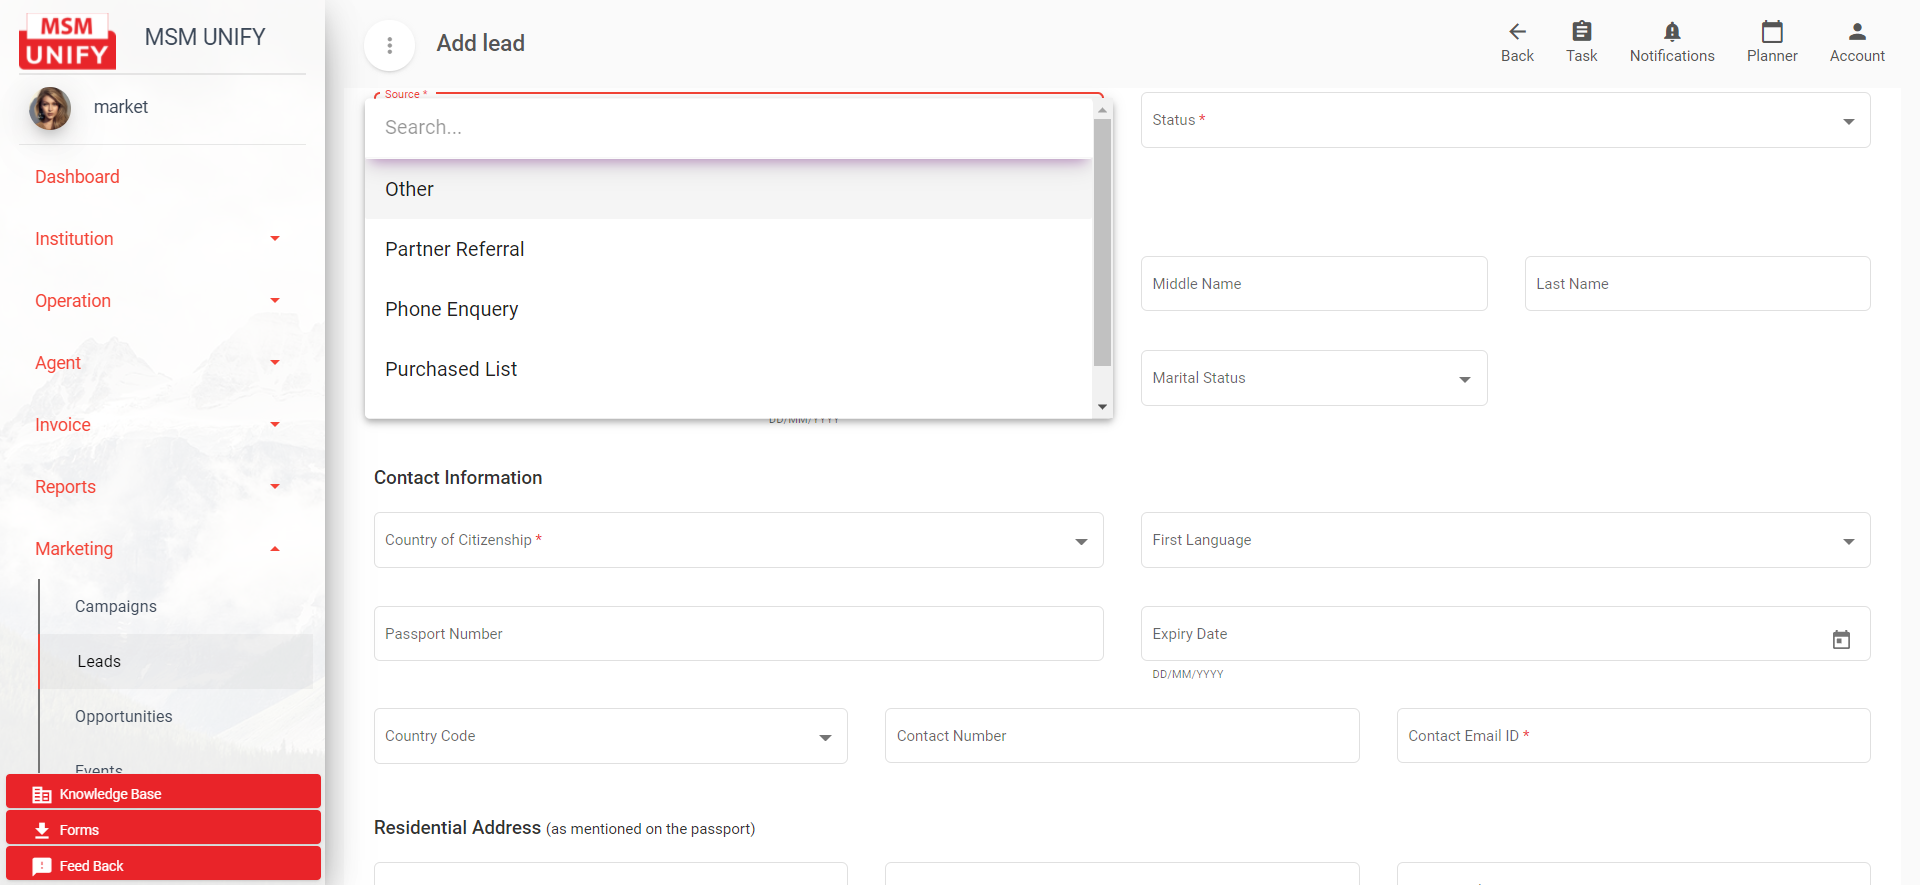 MSM
UNIFY
MSM UNIFY
market
Dashboard
Institution
Operation
Agent
Invoice
Reports
Marketing
Campaigns
Leads
Opportunities
Events
Knowledge Base
Forms
Feed Back
Add lead
Back
Task
Notifications
Planner
Account
Source *
Search...
Other
Partner Referral
Phone Enquery
Purchased List
Status *
Middle Name
Last Name
Marital Status
DD/MM/YYYY
Contact Information
Country of Citizenship *
First Language
Passport Number
Expiry Date
DD/MM/YYYY
Country Code
Contact Number
Contact Email ID *
Residential Address (as mentioned on the passport)